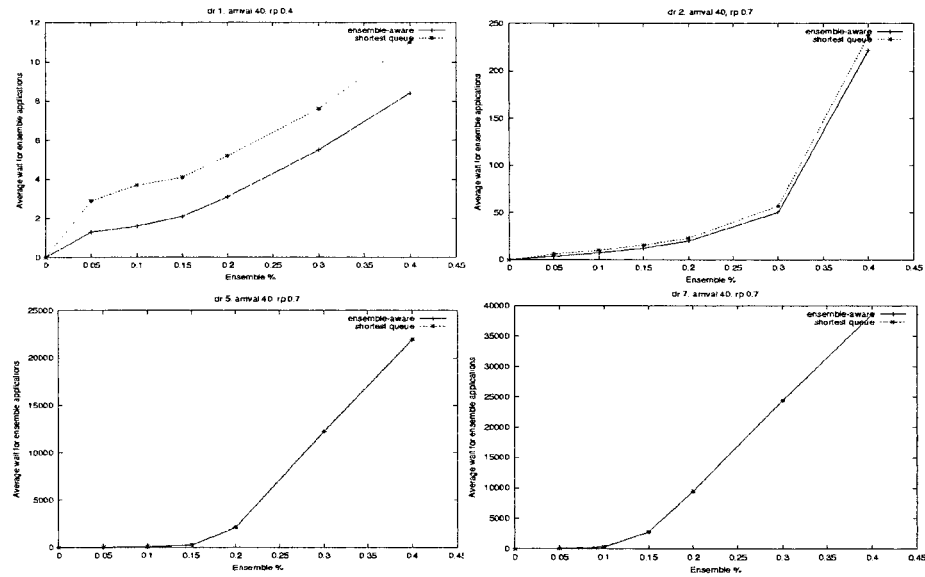 dr 1, arrival 40, rp 0.4
ensemble-aware
shortest queue
Average wait for ensemble applications
12
10
8
6
4
2
0
0 0.05 0.1 0.15 0.2 0.25 0.3 0.35 0.4 0.45
Ensemble %
dr 2, arrival 40, rp 0.7
ensemble-aware
shortest queue
Average wait for ensemble applications
250
200
150
100
50
0
0 0.05 0.1 0.15 0.2 0.25 0.3 0.35 0.4 0.45
Ensemble %
dr 5, arrival 40, rp 0.7
ensemble-aware
shortest queue
Average wait for ensemble applications
25000
20000
15000
10000
5000
0
0 0.05 0.1 0.15 0.2 0.25 0.3 0.35 0.4 0.45
Ensemble %
dr 7, arrival 40, rp 0.7
ensemble-aware
shortest queue
Average wait for ensemble applications
40000
35000
30000
25000
20000
15000
10000
5000
0
0 0.05 0.1 0.15 0.2 0.25 0.3 0.35 0.4 0.45
Ensemble %